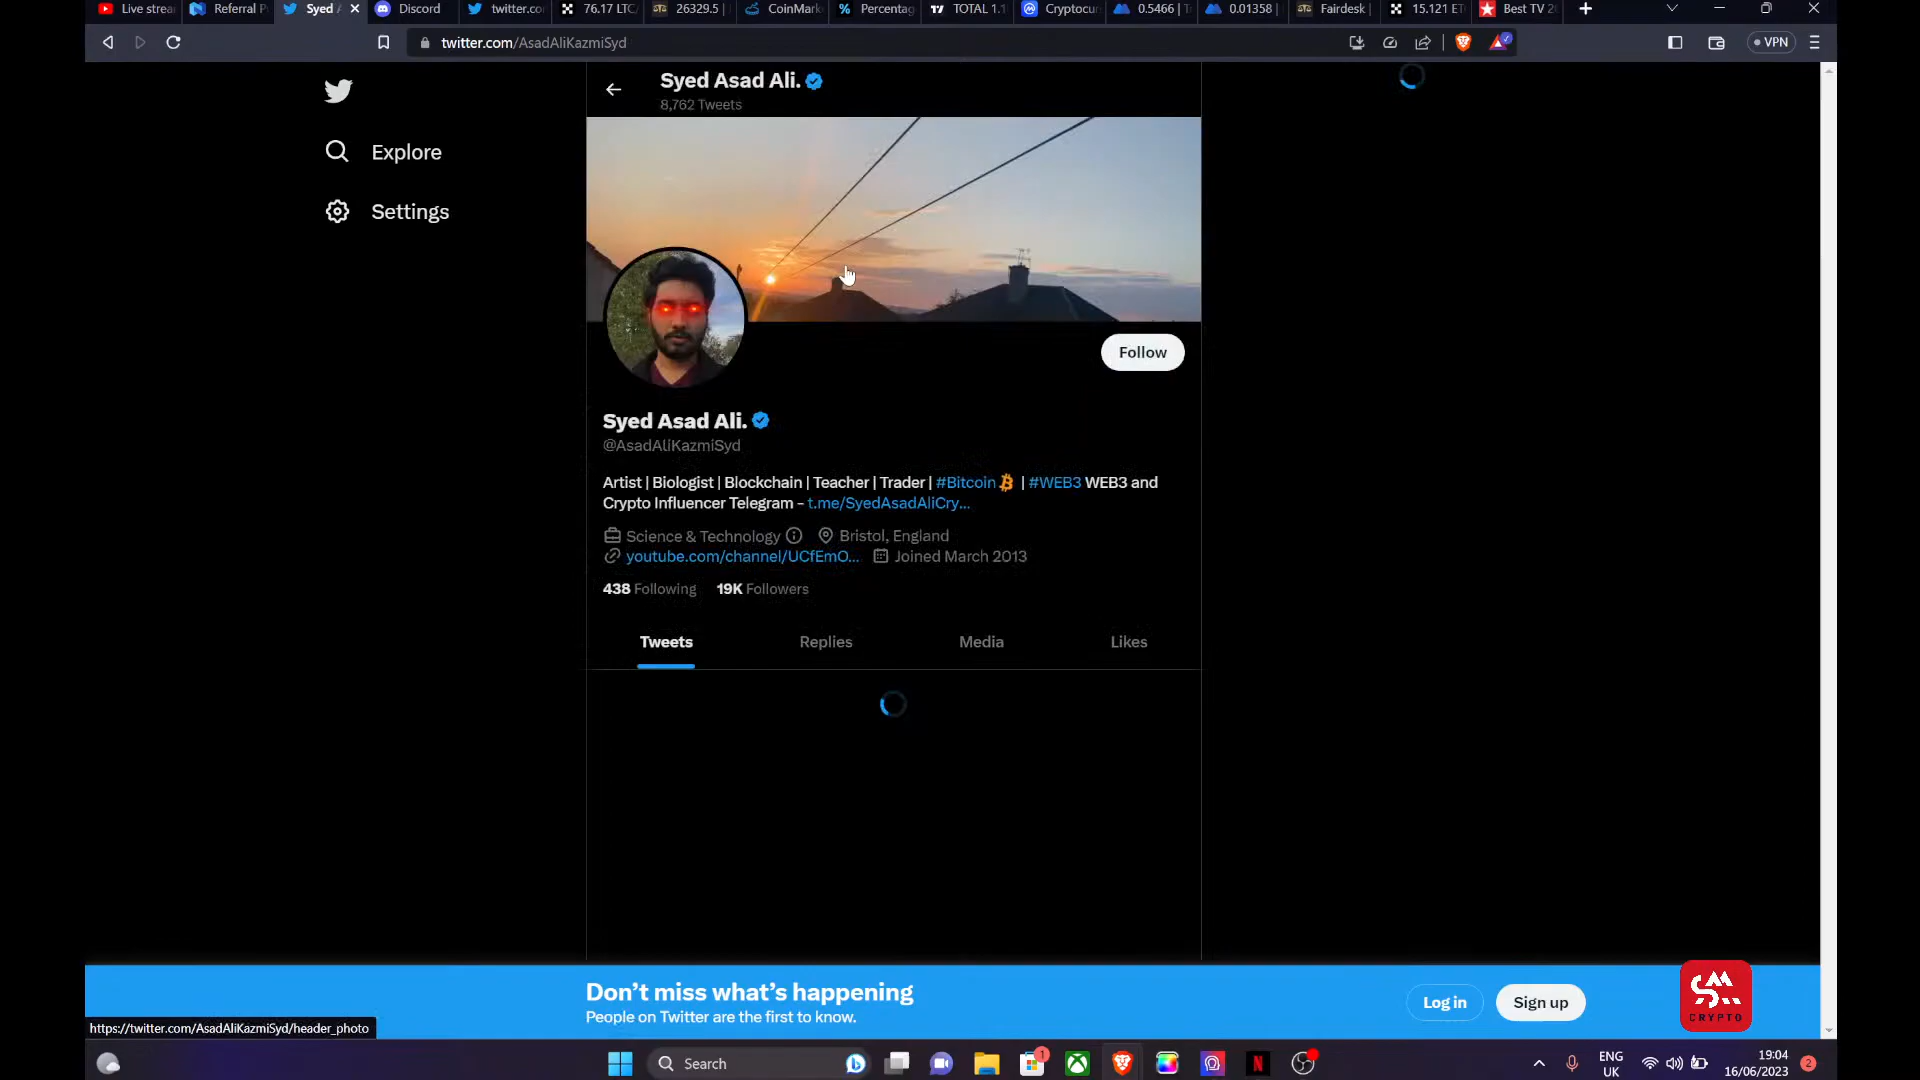 Live strea
Referral P
Syed A
Discord
twitter.co
76.17 LTC
26329.5 |
CoinMark
Percentag
TOTAL 1.1
Cryptocur
0.5466 | T
0.01358 |
Fairdesk |
15.121 ET
Best TV 20
twitter.com/AsadAliKazmiSyd
VPN
Syed Asad Ali.
8,762 Tweets
Explore
Settings
Follow
Syed Asad Ali.
@AsadAliKazmiSyd
Artist | Biologist | Blockchain | Teacher | Trader | #Bitcoin | #WEB3 WEB3 and
Crypto Influencer Telegram - t.me/SyedAsadAliCry...
Science & Technology Bristol, England
youtube.com/channel/UCfEmO... Joined March 2013
438 Following 19K Followers
Tweets Replies Media Likes
Don't miss what's happening
People on Twitter are the first to know.
Log in
Sign up
SM
CRYPTO
https://twitter.com/AsadAliKazmiSyd/header_photo
Search
1
ENG
UK
19:04
16/06/2023
2